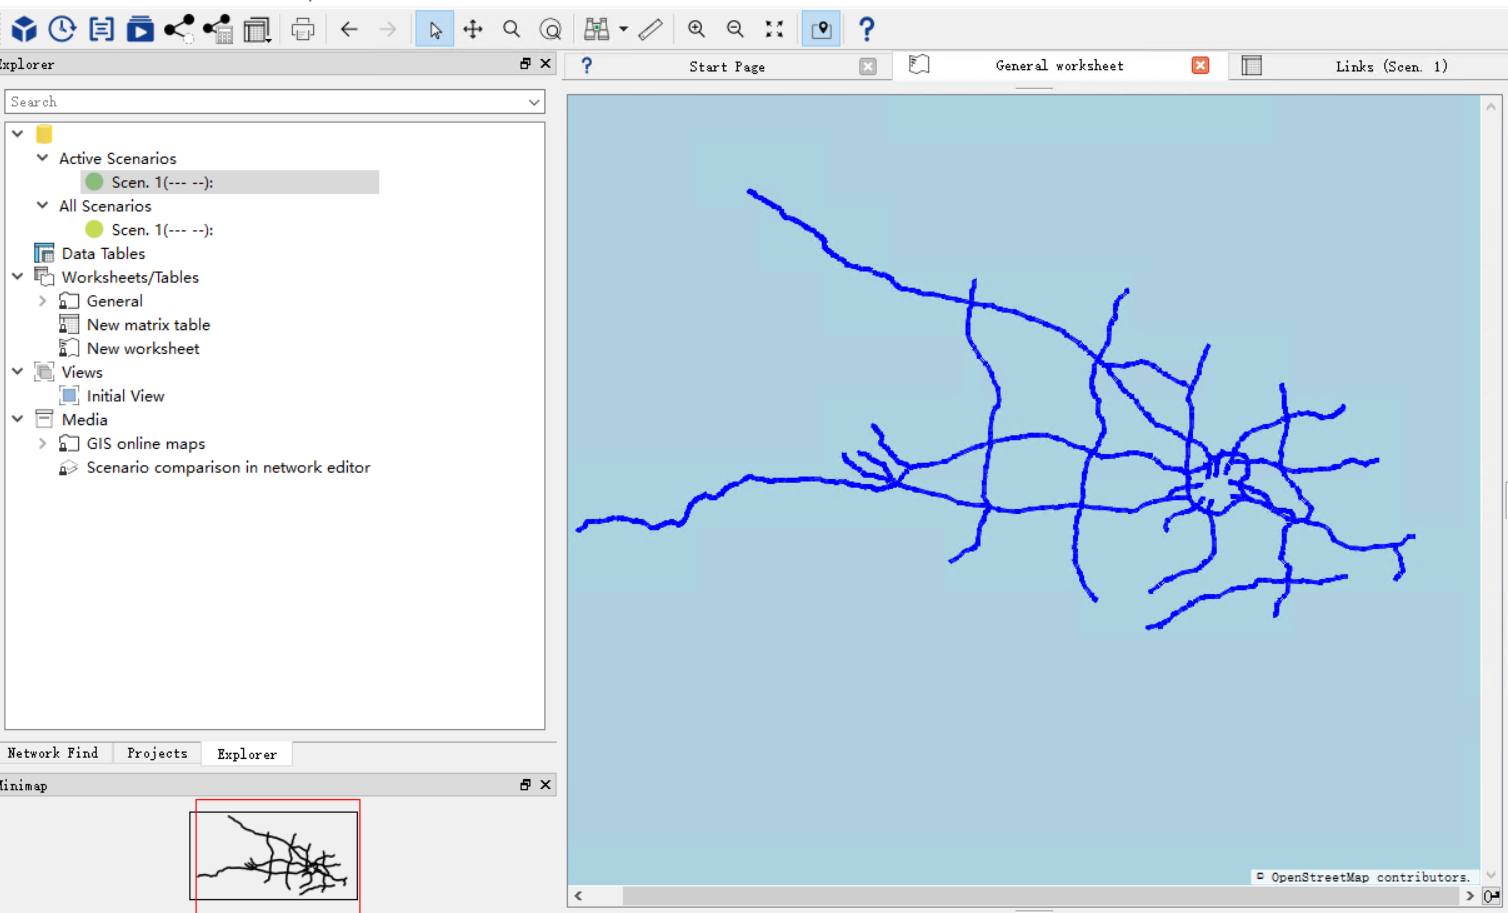 Explorer
Start Page
General worksheet
Links (Scen. 1)
Search
Active Scenarios
Scen. 1(--- --):
All Scenarios
Scen. 1(--- --):
Data Tables
Worksheets/Tables
General
New matrix table
New worksheet
Views
Initial View
Media
GIS online maps
Scenario comparison in network editor
Network Find
Projects
Explorer
Minimap
© OpenStreetMap contributors.